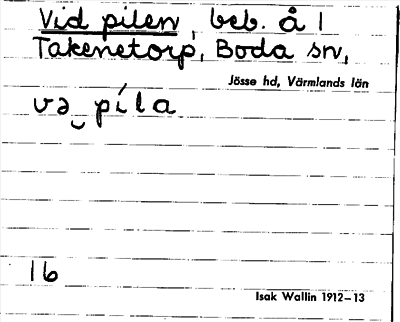 Vid pilen, beb. å 1
Takenetorp, Boda sn,
Jösse hd, Värmlands län
və‿píla
16
Isak Wallin 1912–13